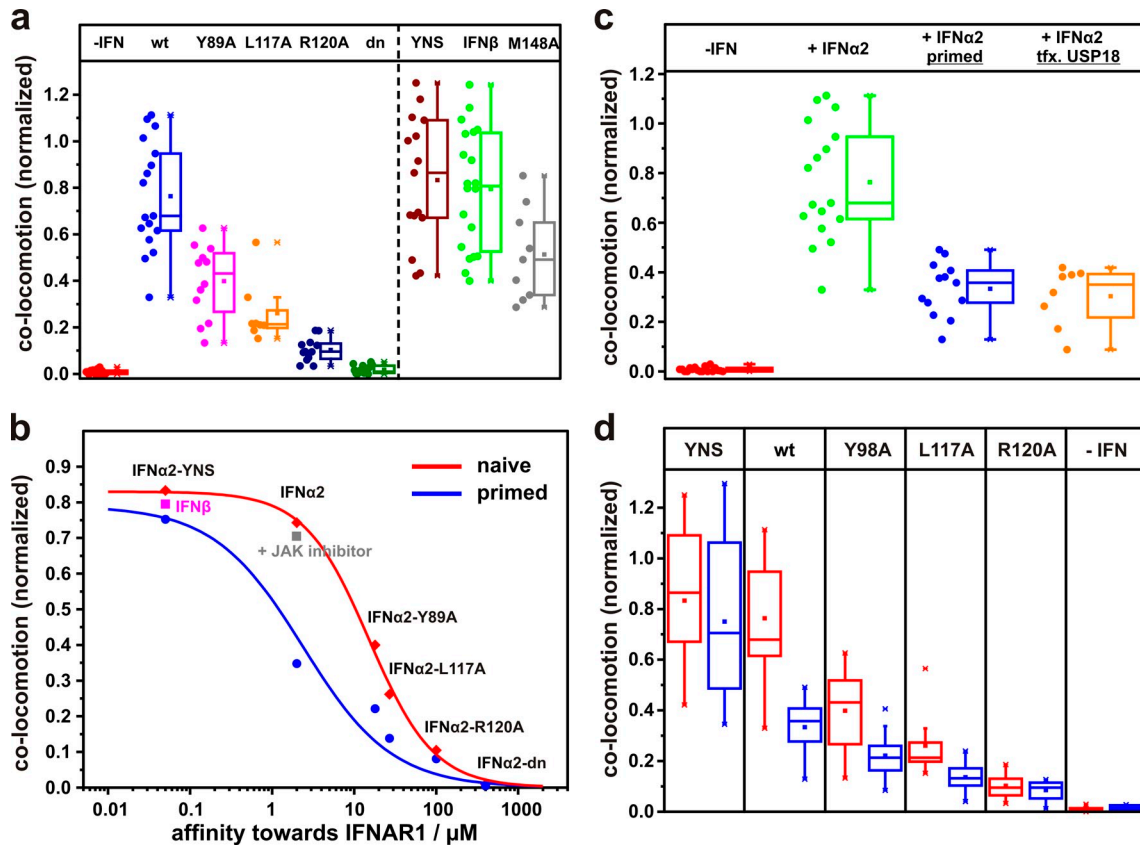 a
-IFN wt Y89A L117A R120A dn YNS IFNβ M148A
co-locomotion (normalized)
1.2
1.0
0.8
0.6
0.4
0.2
0.0
c
-IFN + IFNα2 + IFNα2 + IFNα2
primed tfx. USP18
co-locomotion (normalized)
1.2
1.0
0.8
0.6
0.4
0.2
0.0
b
co-locomotion (normalized)
0.9
0.8
0.7
0.6
0.5
0.4
0.3
0.2
0.1
0.0
IFNα2-YNS
IFNβ
IFNα2
+ JAK inhibitor
naive
primed
IFNα2-Y89A
IFNα2-L117A
IFNα2-R120A
IFNα2-dn
0.01 0.1 1 10 100 1000
affinity towards IFNAR1 / µM
d
YNS wt Y98A L117A R120A - IFN
co-locomotion (normalized)
1.2
1.0
0.8
0.6
0.4
0.2
0.0